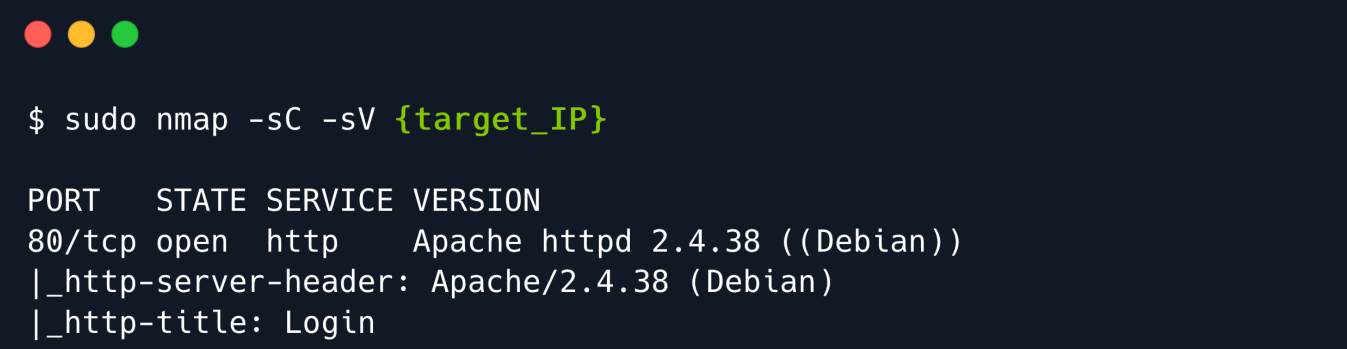 $ sudo nmap -sC -sV {target_IP}
PORT   STATE SERVICE VERSION
80/tcp open  http    Apache httpd 2.4.38 ((Debian))
|_http-server-header: Apache/2.4.38 (Debian)
|_http-title: Login